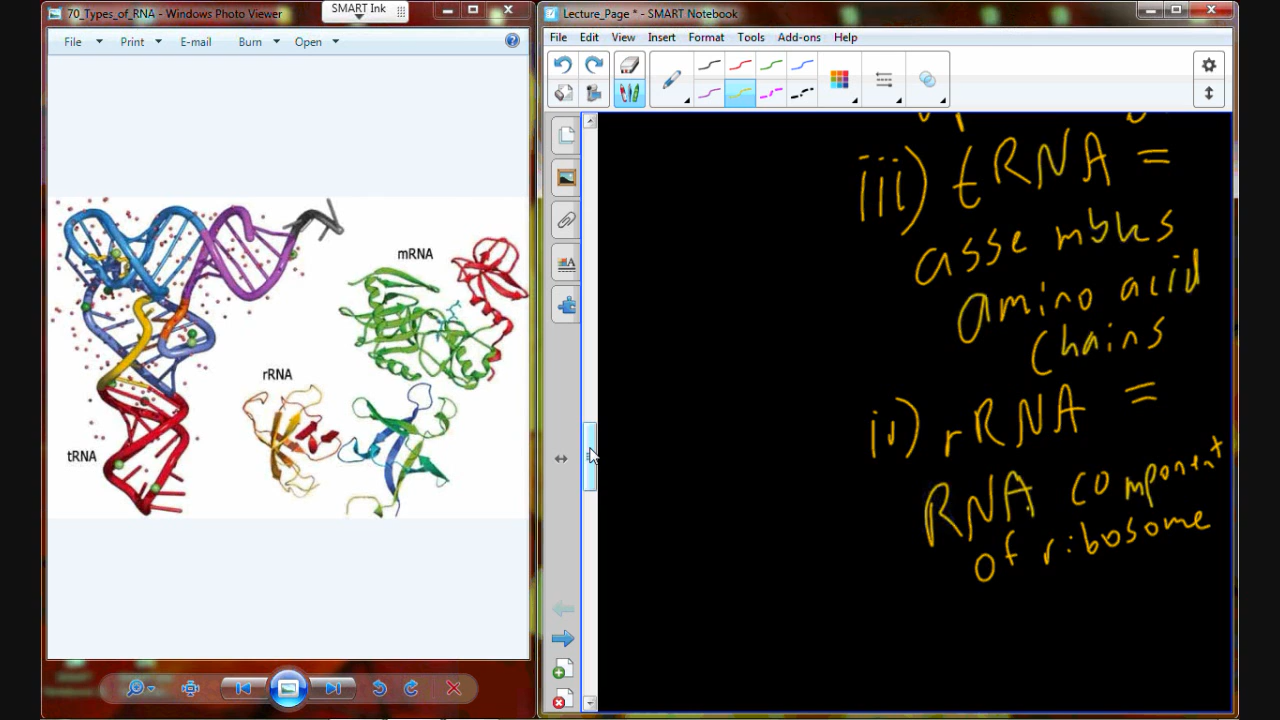 70_Types_of_RNA - Windows Photo Viewer
SMART Ink
File Print E-mail Burn Open
mRNA
rRNA
tRNA
Lecture_Page * - SMART Notebook
File Edit View Insert Format Tools Add-ons Help
iii) tRNA =
assembles
amino acid
chains
iv) rRNA =
RNA component
of ribosome